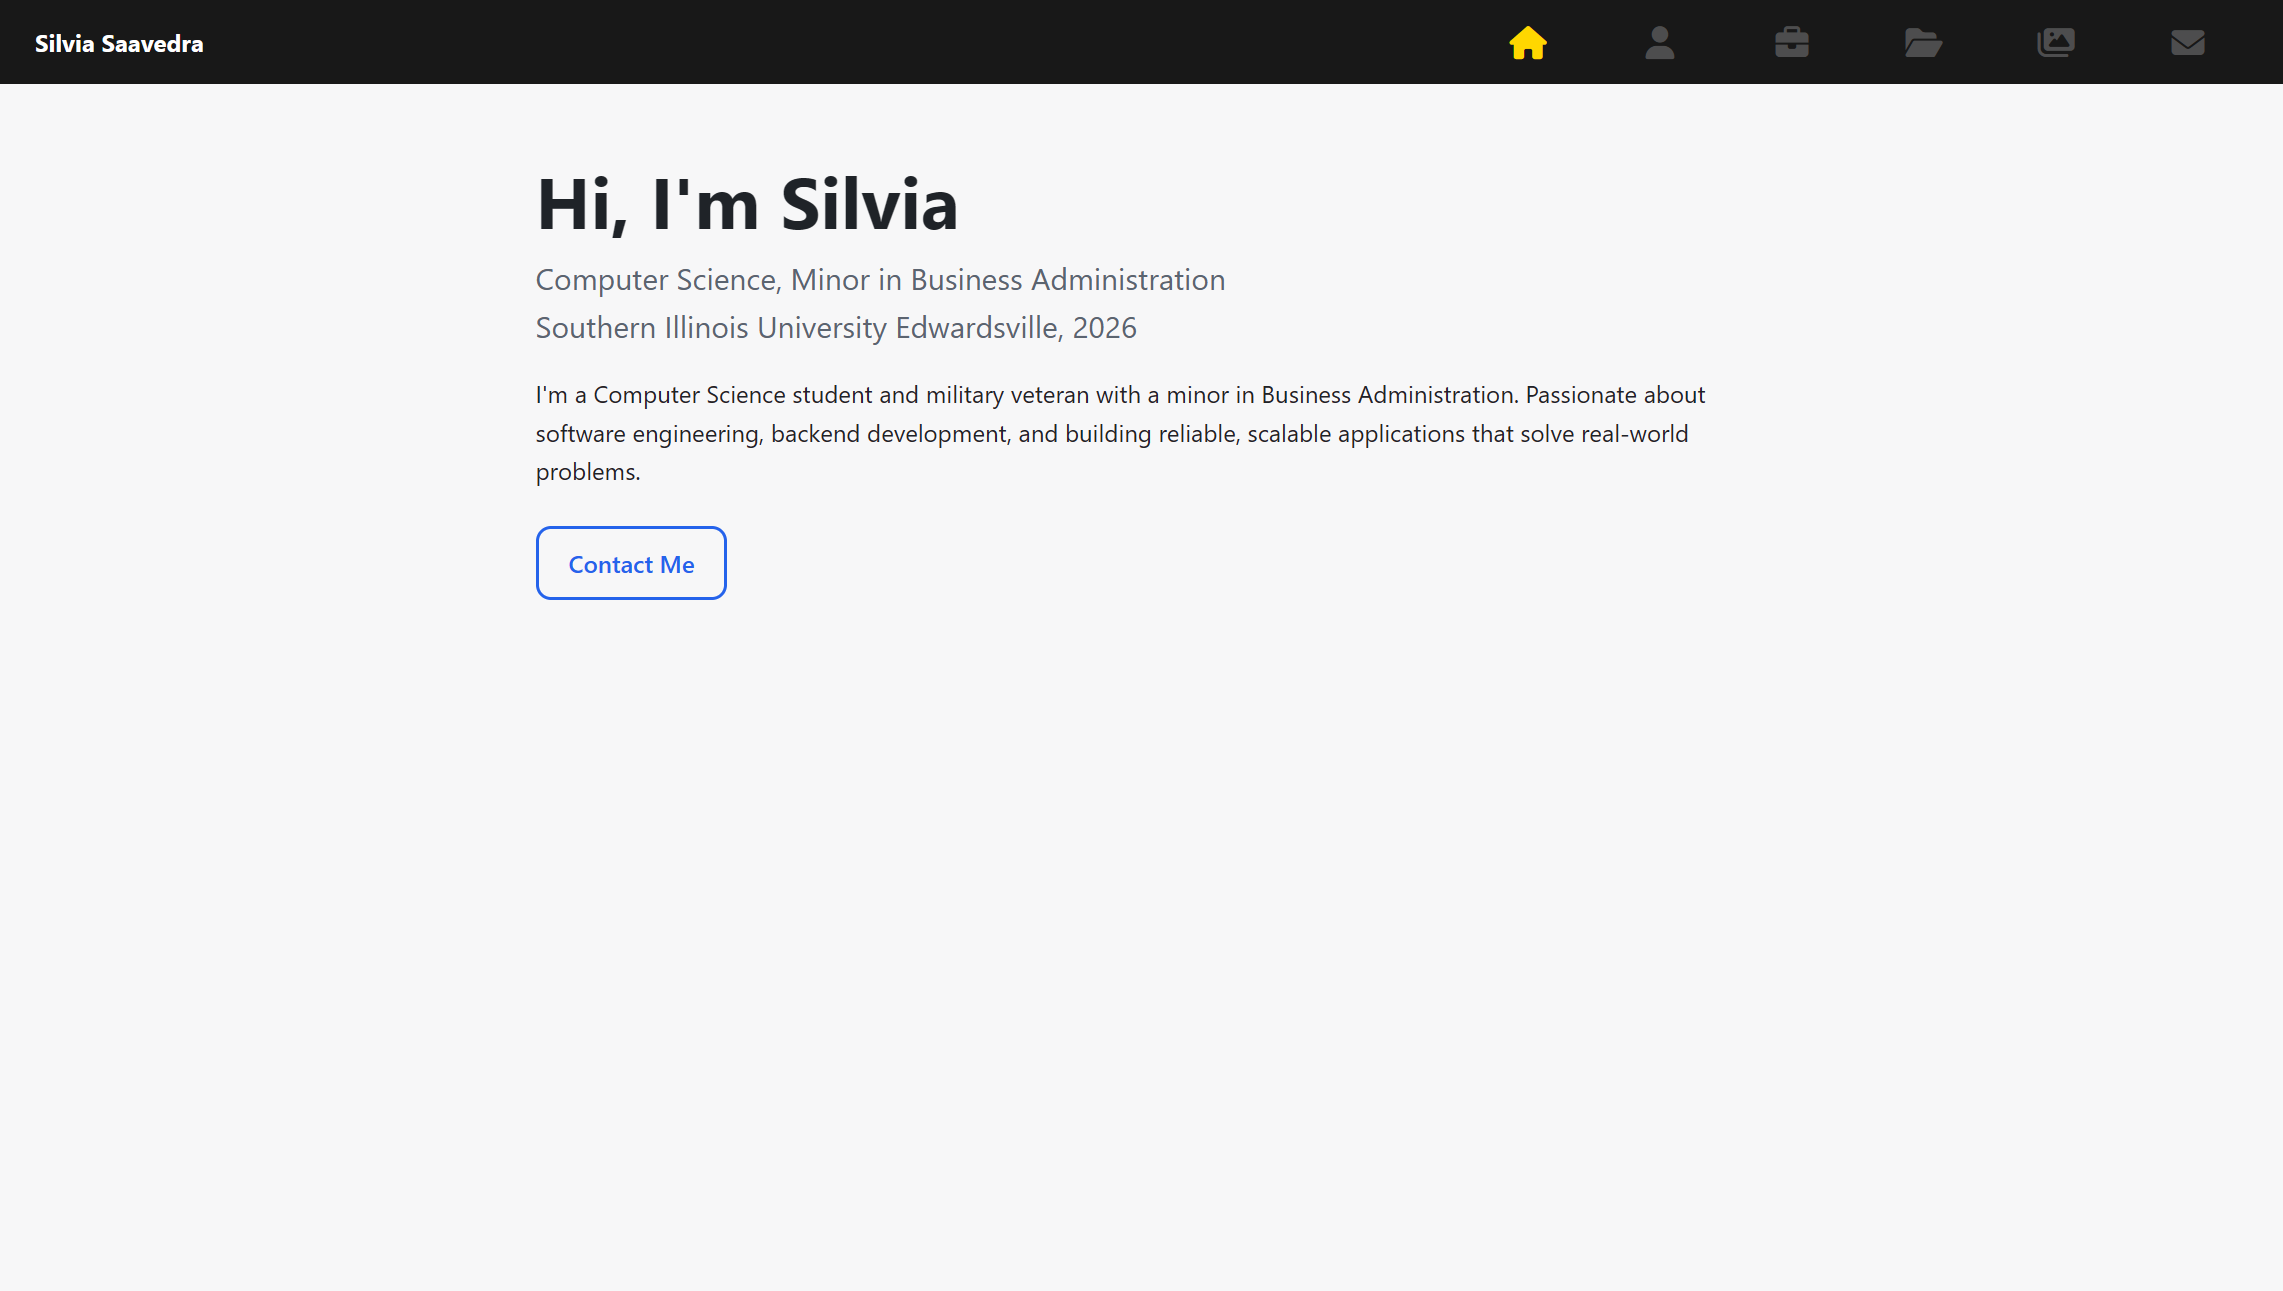 Silvia Saavedra
Hi, I'm Silvia
Computer Science, Minor in Business Administration
Southern Illinois University Edwardsville, 2026
I'm a Computer Science student and military veteran with a minor in Business Administration. Passionate about
software engineering, backend development, and building reliable, scalable applications that solve real-world
problems.
Contact Me